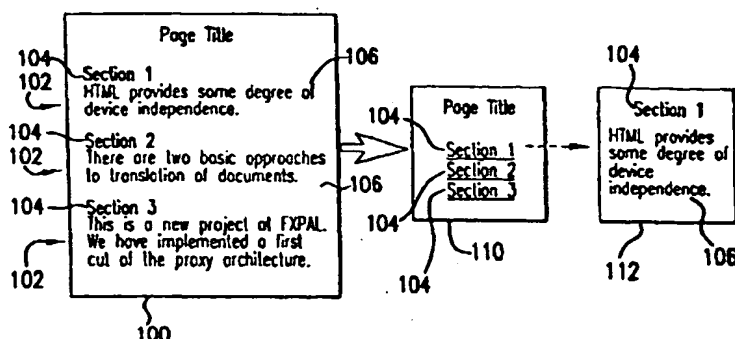 Page Title
104
Section 1
106
HTML provides some degree of
device independence.
102
104
Section 2
There are two basic approaches
to translation of documents.
102
106
104
Section 3
This is a new project at FXPAL.
We have implemented a first
cut of the proxy architecture.
102
100
Page Title
104
Section 1
Section 2
Section 3
104
104
110
104
Section 1
HTML provides
some degree of
device
independence.
112
106